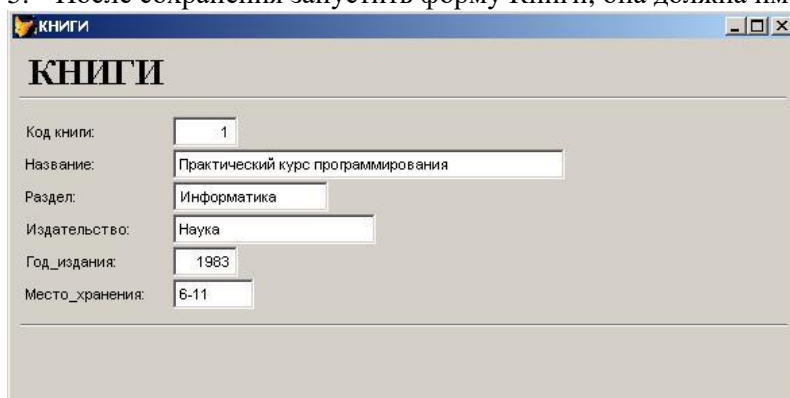 3. После сохранения запустить форму Книги, она должна им
КНИГИ
КНИГИ
Код книги: 1
Название: Практический курс программирования
Раздел: Информатика
Издательство: Наука
Год_издания: 1983
Место_хранения: 6-11